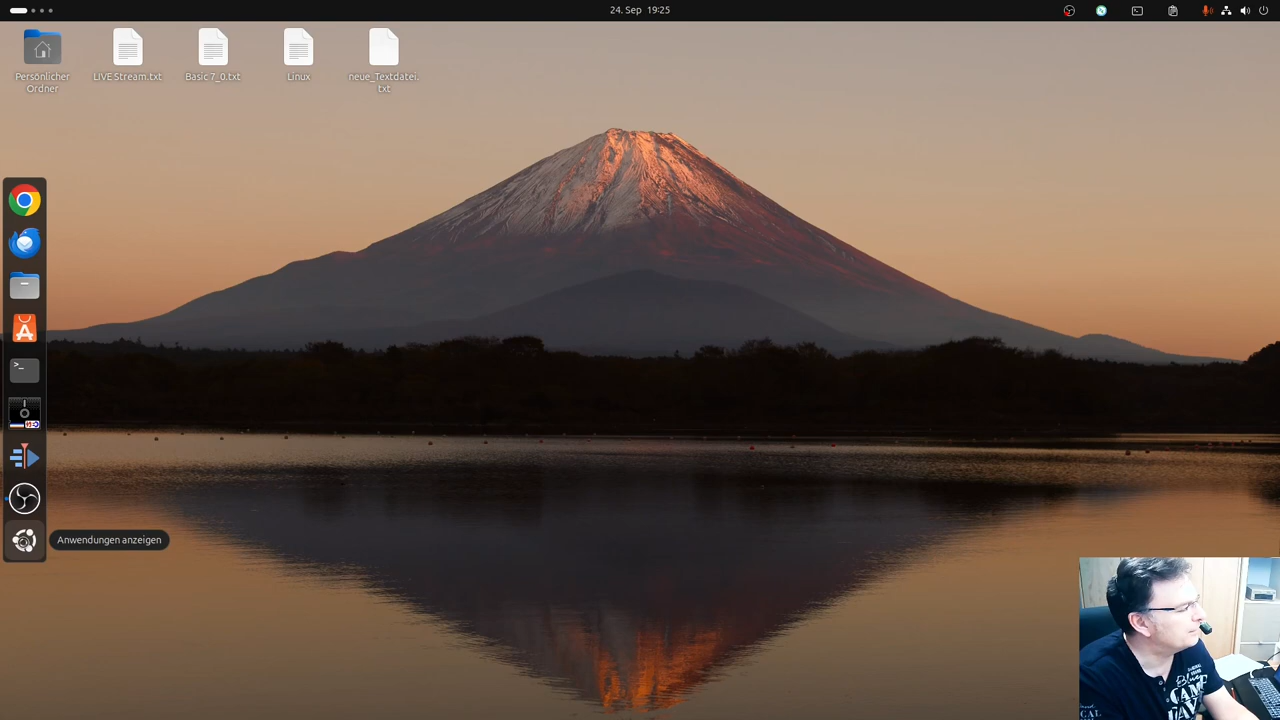 24. Sep 19:25
Persönlicher
Ordner
LIVE Stream.txt
Basic 7_0.txt
Linux
neue_Textdatei.
txt
Anwendungen anzeigen